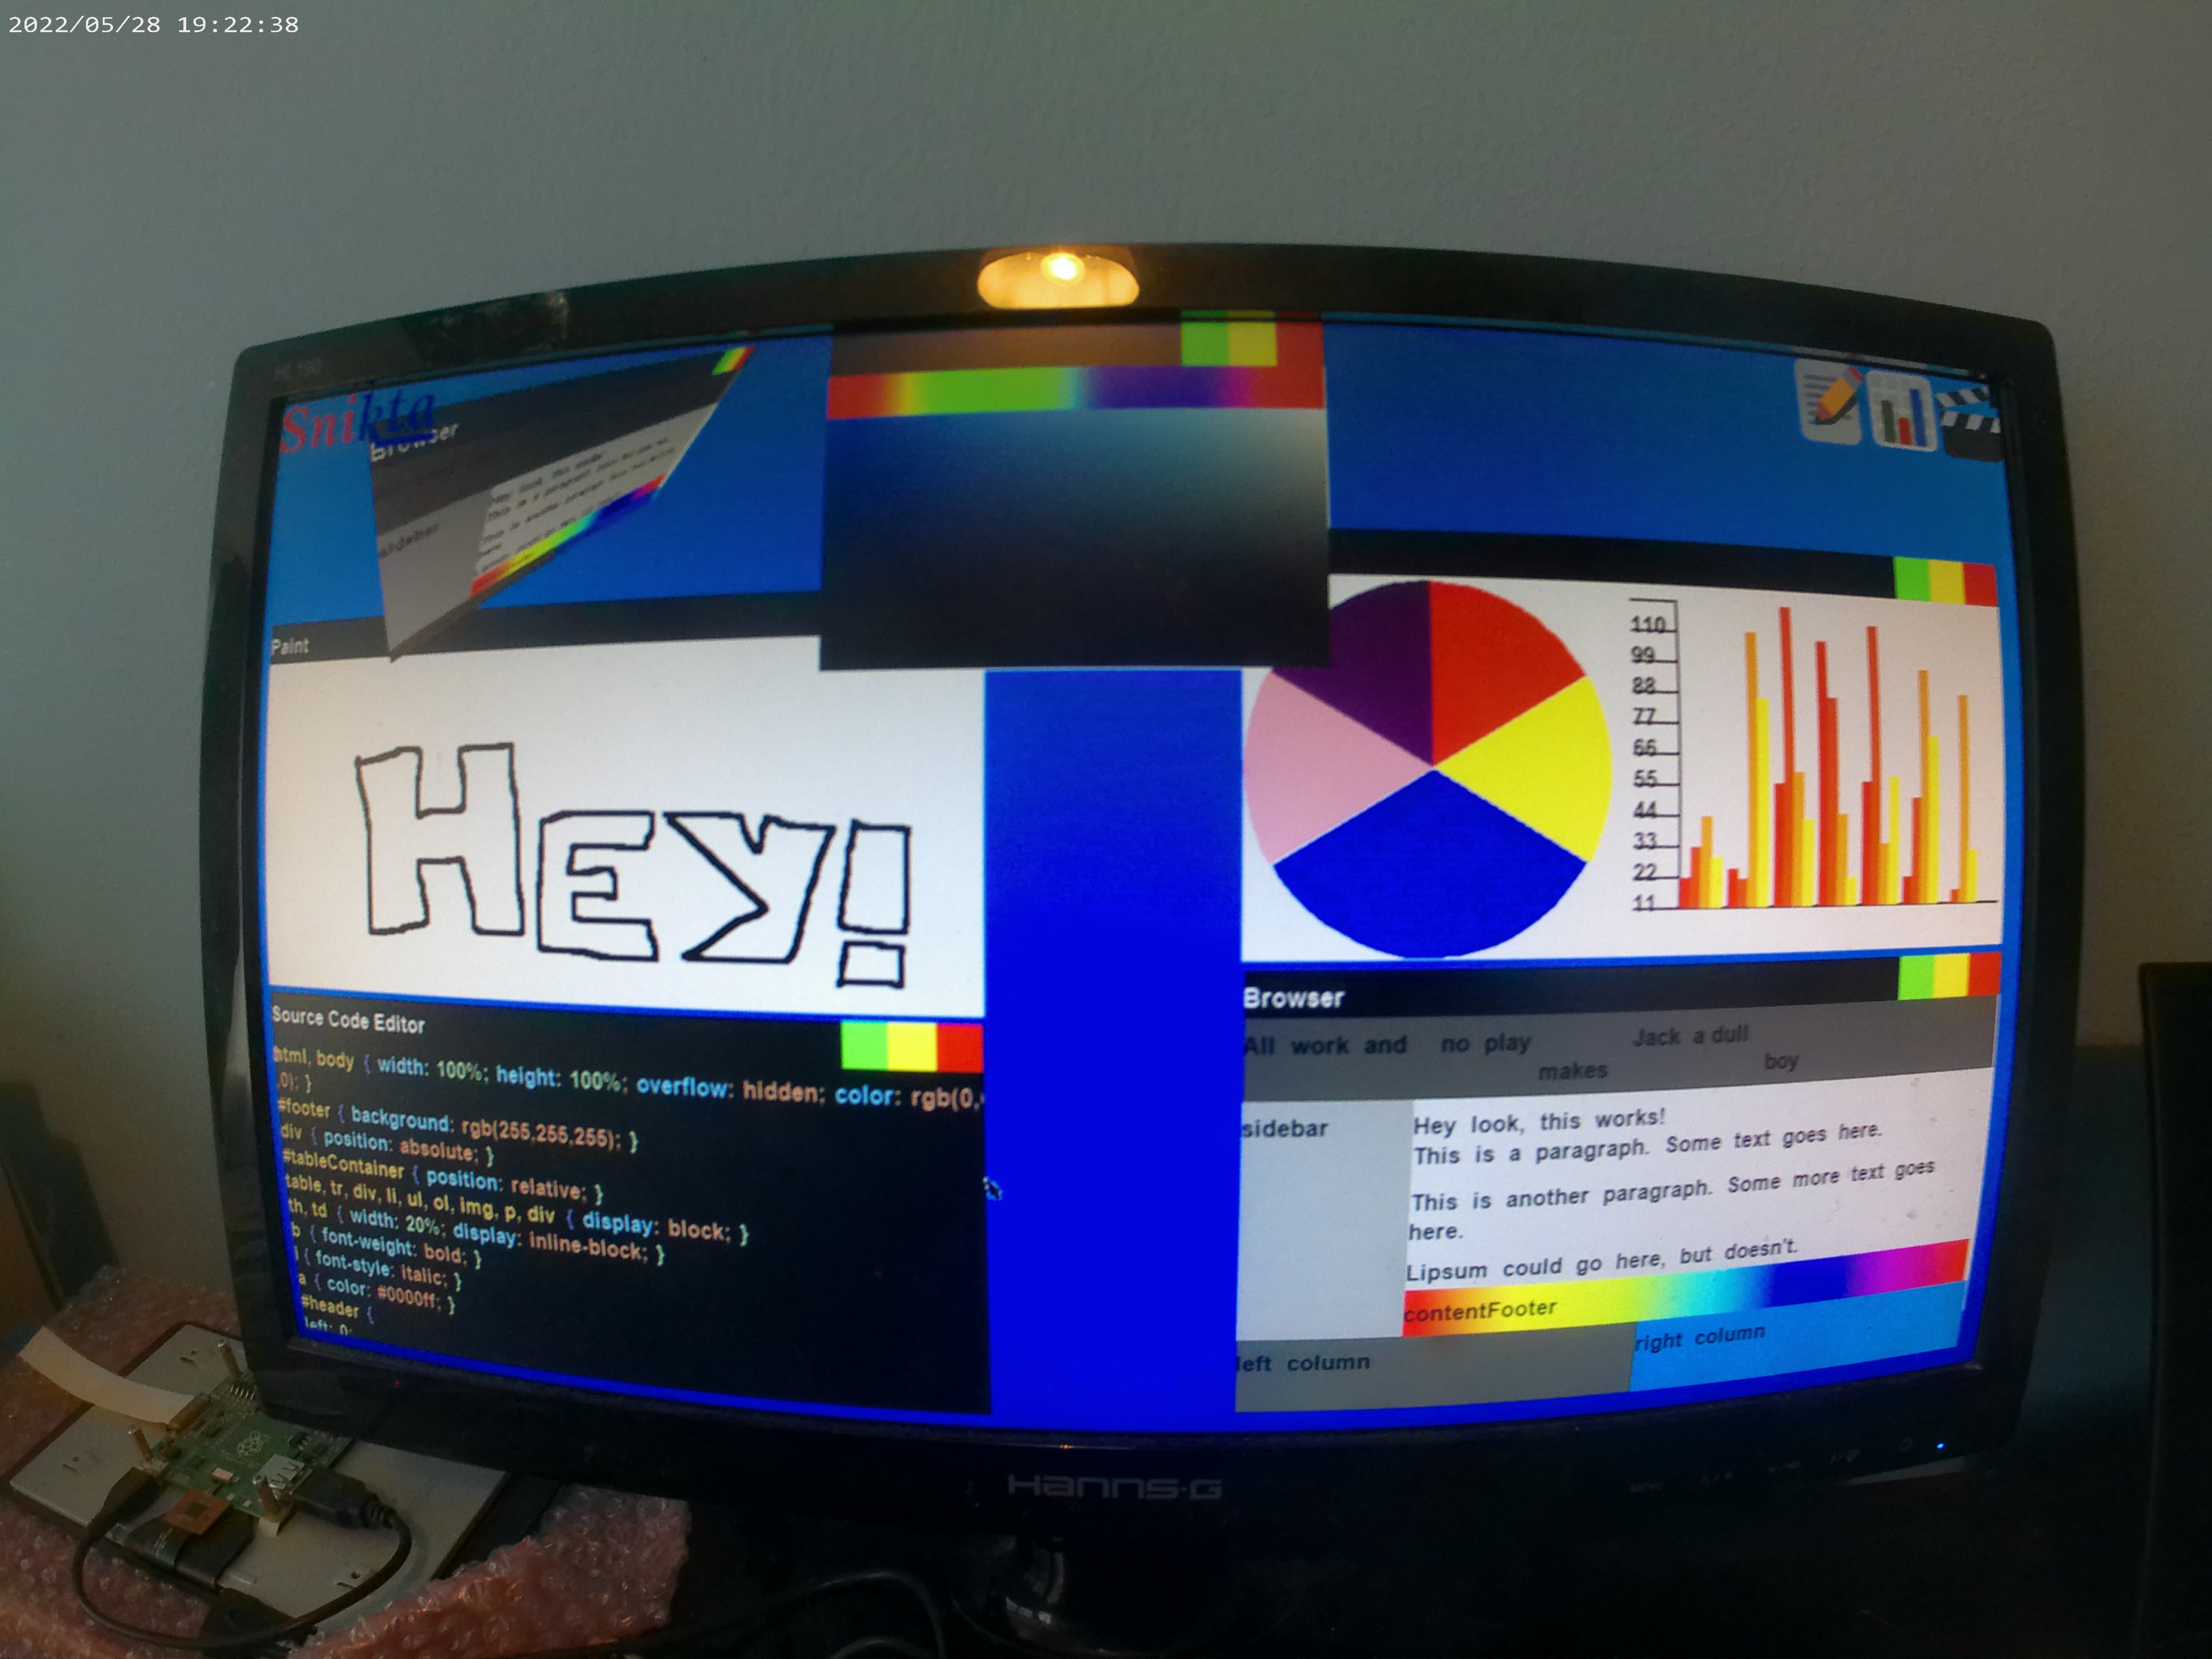 2022/05/28 19:22:38
Snikta
Browser
sidebar
Paint
HEY!
110
99
88
77
66
55
44
33
22
11
Source Code Editor
html, body { width: 100%; height: 100%; overflow: hidden; color: rgb(0,
,0); }
#footer { background: rgb(255,255,255); }
div { position: absolute; }
#tableContainer { position: relative; }
table, tr, div, li, ul, ol, img, p, div { display: block; }
th, td { width: 20%; display: inline-block; }
b { font-weight: bold; }
i { font-style: italic; }
a { color: #0000ff; }
#header {
left: 0;
Browser
All work and no play makes Jack a dull boy
sidebar
Hey look, this works!
This is a paragraph. Some text goes here.
This is another paragraph. Some more text goes
here.
Lipsum could go here, but doesn't.
contentFooter
left column
right column
Hanns-G